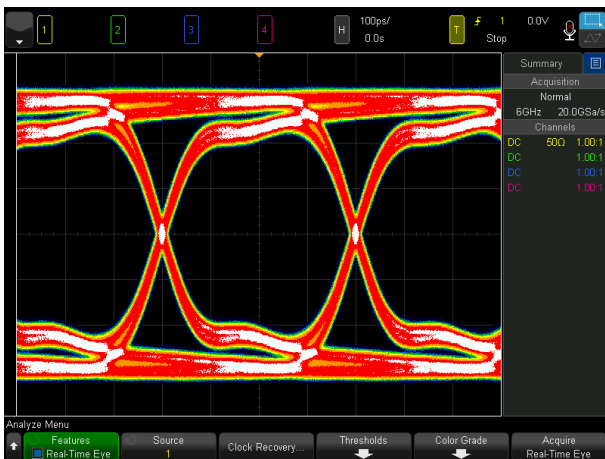 1 2 3 4 H 100ps/ 0.0s T 1 0.0V Stop
Summary
Acquisition
Normal
6GHz 20.0GSa/s
Channels
DC 50Ω 1.00:1
DC 1.00:1
DC 1.00:1
DC 1.00:1
Analyze Menu
Features Source Clock Recovery... Thresholds Color Grade Acquire
Real-Time Eye 1 Real-Time Eye